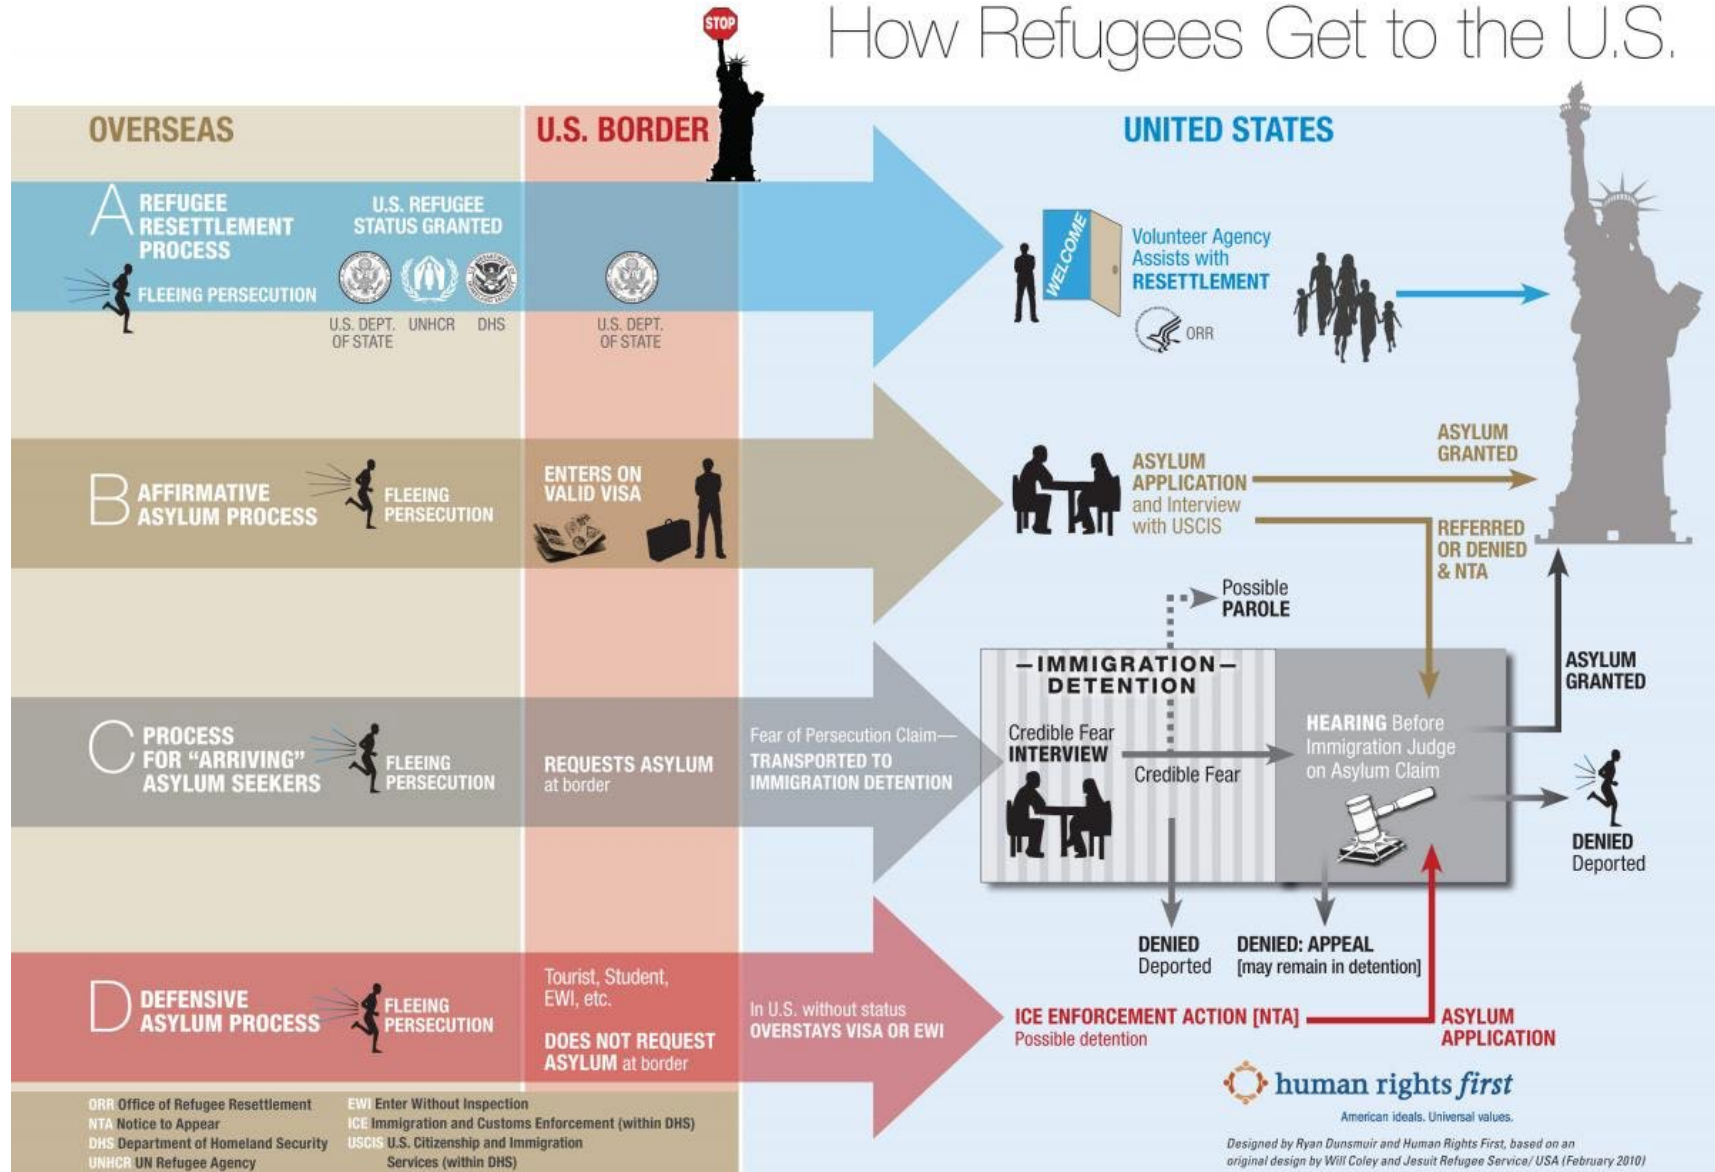 STOP
How Refugees Get to the U.S.
OVERSEAS
U.S. BORDER
UNITED STATES
A REFUGEE
RESETTLEMENT
PROCESS
FLEEING PERSECUTION
U.S. REFUGEE
STATUS GRANTED
U.S. DEPT.
OF STATE
UNHCR
DHS
U.S. DEPT.
OF STATE
WELCOME
Volunteer Agency
Assists with
RESETTLEMENT
ORR
B AFFIRMATIVE
ASYLUM PROCESS
FLEEING
PERSECUTION
ENTERS ON
VALID VISA
ASYLUM
APPLICATION
and Interview
with USCIS
ASYLUM
GRANTED
REFERRED
OR DENIED
& NTA
Possible
PAROLE
C PROCESS
FOR “ARRIVING”
ASYLUM SEEKERS
FLEEING
PERSECUTION
REQUESTS ASYLUM
at border
Fear of Persecution Claim—
TRANSPORTED TO
IMMIGRATION DETENTION
–IMMIGRATION–
DETENTION
Credible Fear
INTERVIEW
Credible Fear
HEARING Before
Immigration Judge
on Asylum Claim
ASYLUM
GRANTED
DENIED
Deported
DENIED
Deported
DENIED: APPEAL
[may remain in detention]
D DEFENSIVE
ASYLUM PROCESS
FLEEING
PERSECUTION
Tourist, Student,
EWI, etc.
DOES NOT REQUEST
ASYLUM at border
In U.S. without status
OVERSTAYS VISA OR EWI
ICE ENFORCEMENT ACTION [NTA]
Possible detention
ASYLUM
APPLICATION
ORR Office of Refugee Resettlement
NTA Notice to Appear
DHS Department of Homeland Security
UNHCR UN Refugee Agency
EWI Enter Without Inspection
ICE Immigration and Customs Enforcement (within DHS)
USCIS U.S. Citizenship and Immigration
Services (within DHS)
human rights first
American ideals. Universal values.
Designed by Ryan Dunsmuir and Human Rights First, based on an
original design by Will Coley and Jesuit Refugee Service/ USA (February 2010)